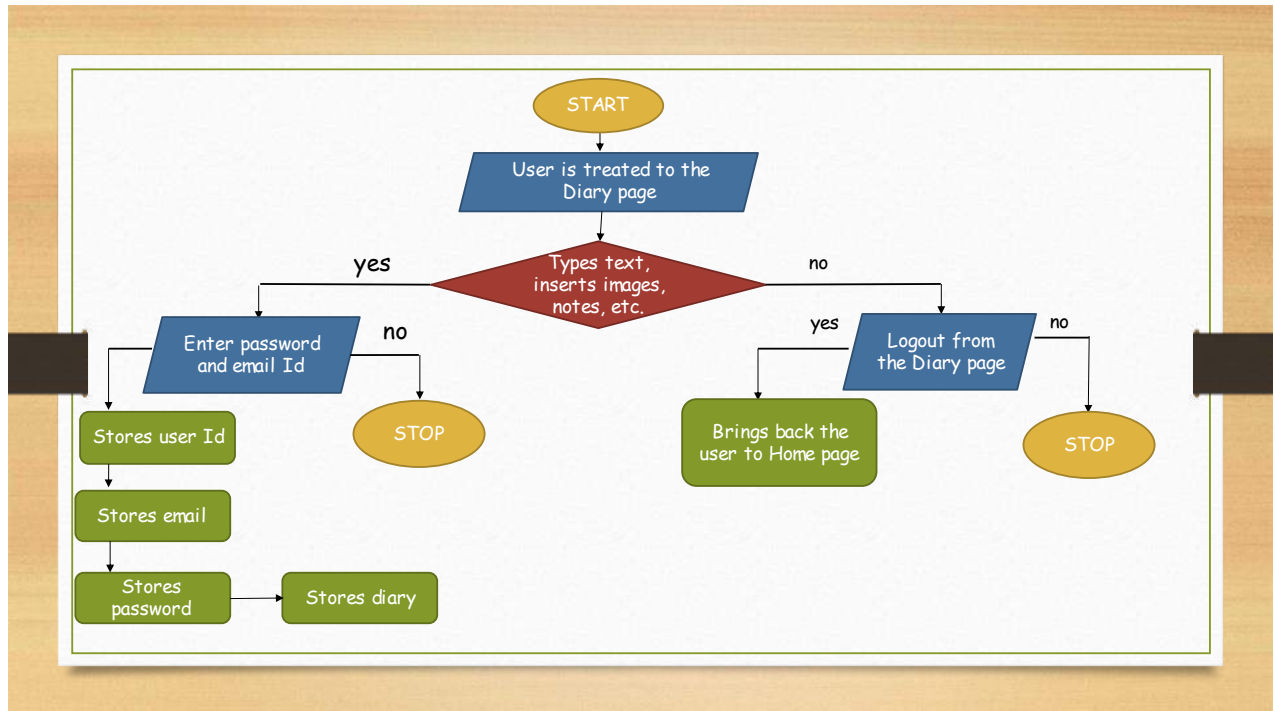 START
User is treated to the
Diary page
Types text,
inserts images,
notes, etc.
yes
no
Enter password
and email Id
no
yes
Logout from
the Diary page
no
Stores user Id
STOP
Brings back the
user to Home page
STOP
Stores email
Stores
password
Stores diary